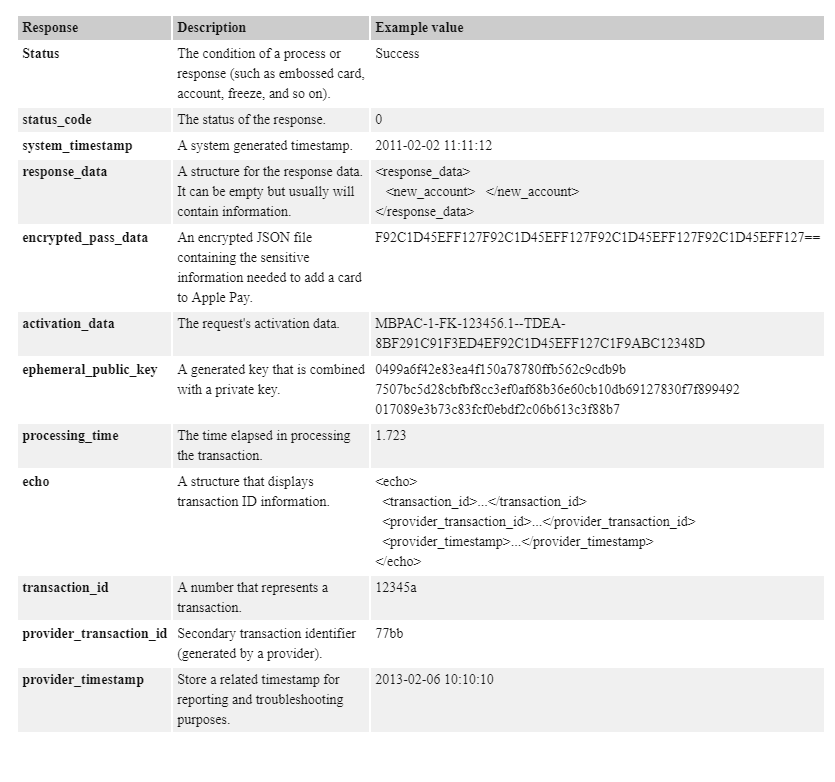 Response Description Example value
Status The condition of a process or Success
response (such as embossed card,
account, freeze, and so on).
status_code The status of the response. 0
system_timestamp A system generated timestamp. 2011-02-02 11:11:12
response_data A structure for the response data. <response_data>
It can be empty but usually will <new_account> </new_account>
contain information. </response_data>
encrypted_pass_data An encrypted JSON file F92C1D45EFF127F92C1D45EFF127F92C1D45EFF127F92C1D45EFF127==
containing the sensitive
information needed to add a card
to Apple Pay.
activation_data The request's activation data. MBPAC-1-FK-123456.1--TDEA-
8BF291C91F3ED4EF92C1D45EFF127C1F9ABC12348D
ephemeral_public_key A generated key that is combined 0499a6f42e83ea4f150a78780ffb562c9cdb9b
with a private key. 7507bc5d28cbfbf8cc3ef0af68b36e60cb10db69127830f7f899492
017089e3b73c83fcf0ebdf2c06b613c3f88b7
processing_time The time elapsed in processing 1.723
the transaction.
echo A structure that displays <echo>
transaction ID information. <transaction_id>...</transaction_id>
<provider_transaction_id>...</provider_transaction_id>
<provider_timestamp>...</provider_timestamp>
</echo>
transaction_id A number that represents a 12345a
transaction.
provider_transaction_id Secondary transaction identifier 77bb
(generated by a provider).
provider_timestamp Store a related timestamp for 2013-02-06 10:10:10
reporting and troubleshooting
purposes.